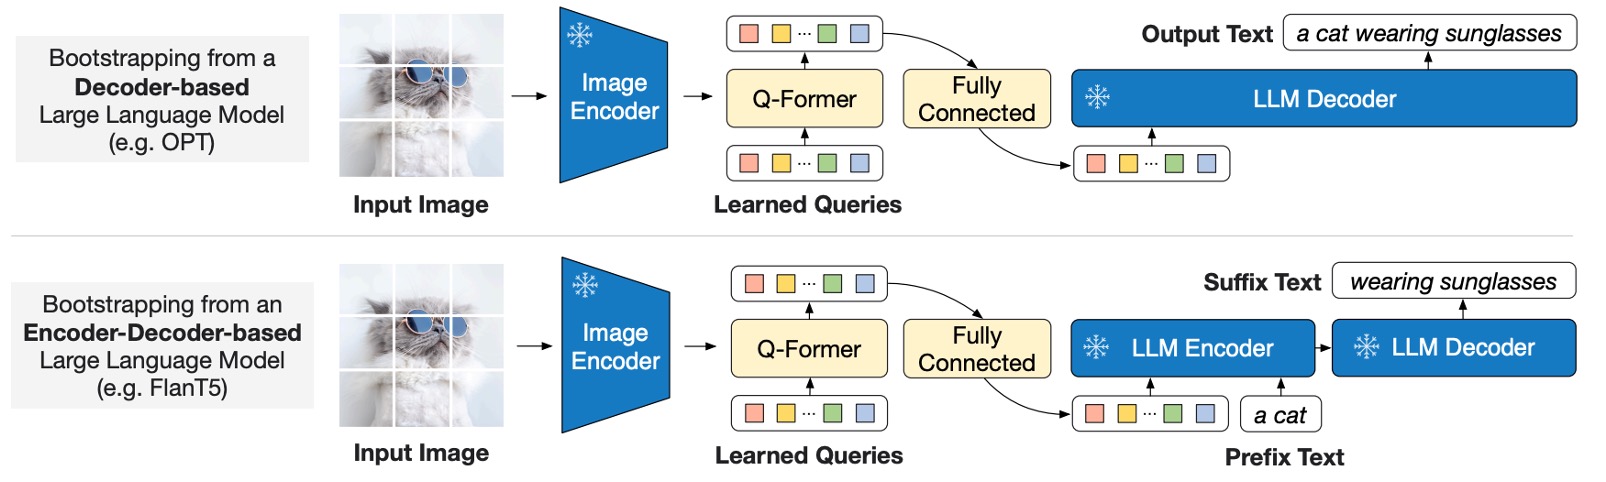 Bootstrapping from a
Decoder-based
Large Language Model
(e.g. OPT)
Input Image
Image
Encoder
Q-Former
Learned Queries
Fully
Connected
Output Text
a cat wearing sunglasses
LLM Decoder
Bootstrapping from an
Encoder-Decoder-based
Large Language Model
(e.g. FlanT5)
Input Image
Image
Encoder
Q-Former
Learned Queries
Fully
Connected
Suffix Text
wearing sunglasses
LLM Encoder
LLM Decoder
a cat
Prefix Text